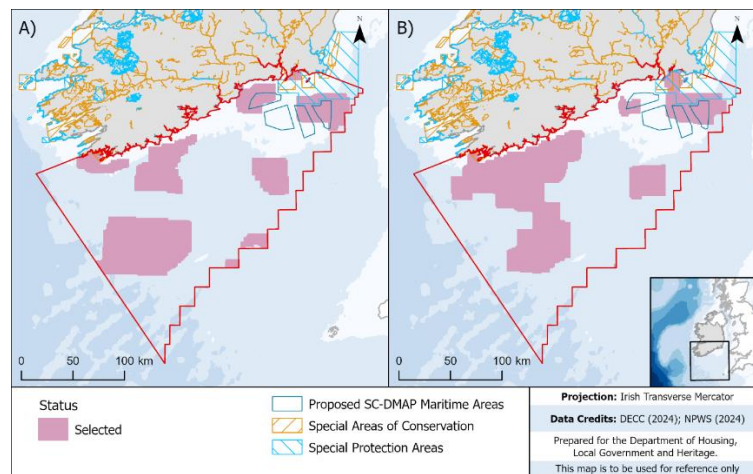 A)
N
0 50 100 km
B)
N
0 50 100 km
Status
Selected
Proposed SC-DMAP Maritime Areas
Special Areas of Conservation
Special Protection Areas
Projection: Irish Transverse Mercator
Data Credits: DECC (2024); NPWS (2024)
Prepared for the Department of Housing,
Local Government and Heritage.
This map is to be used for reference only